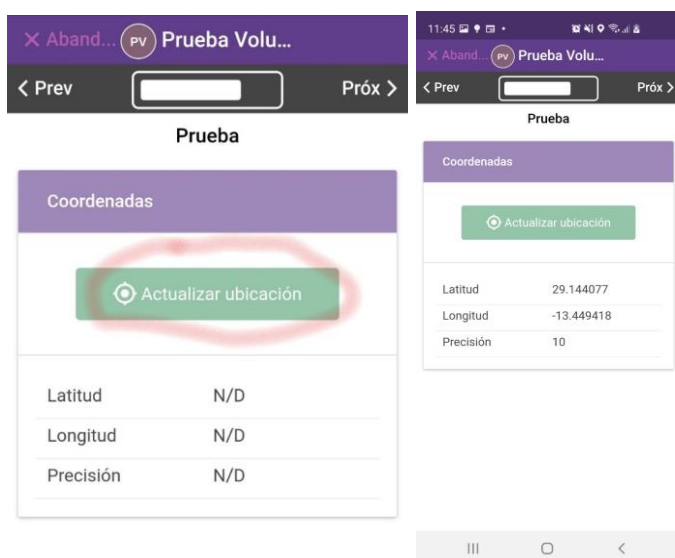 Aband... PV Prueba Volu...
Prev Próx
Prueba
Coordenadas
Actualizar ubicación
Latitud N/D
Longitud N/D
Precisión N/D
11:45
Aband... PV Prueba Volu...
Prev Próx
Prueba
Coordenadas
Actualizar ubicación
Latitud 29.144077
Longitud -13.449418
Precisión 10